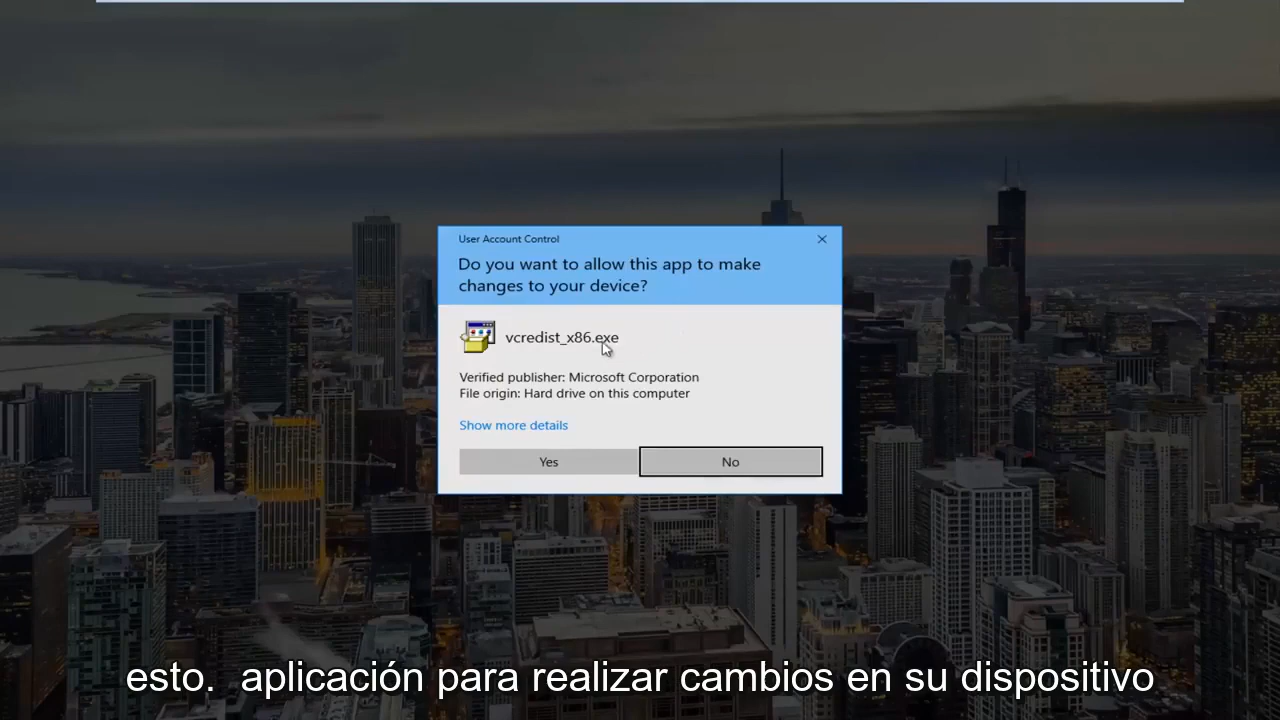 User Account Control
Do you want to allow this app to make
changes to your device?
vcredist_x86.exe
Verified publisher: Microsoft Corporation
File origin: Hard drive on this computer
Show more details
Yes
No
esto.  aplicación para realizar cambios en su dispositivo